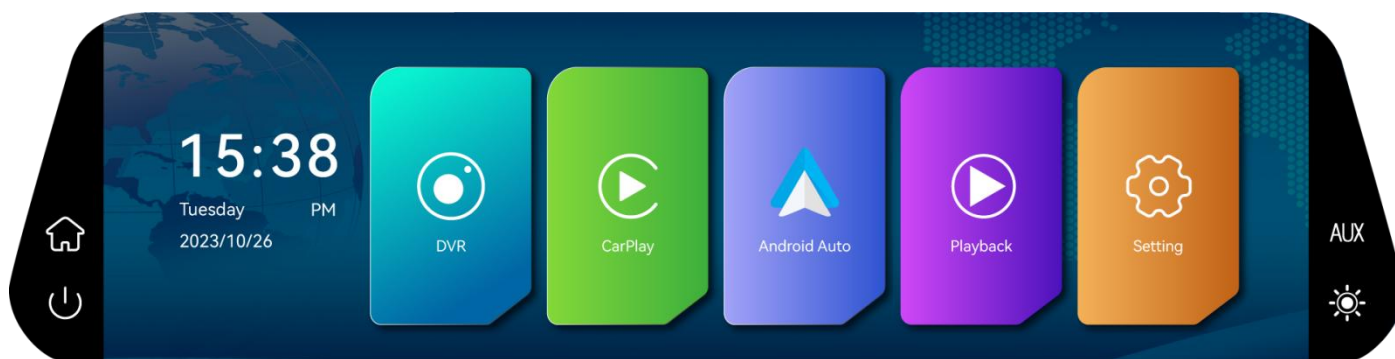 15:38
Tuesday PM
2023/10/26
DVR
CarPlay
Android Auto
Playback
Setting
AUX